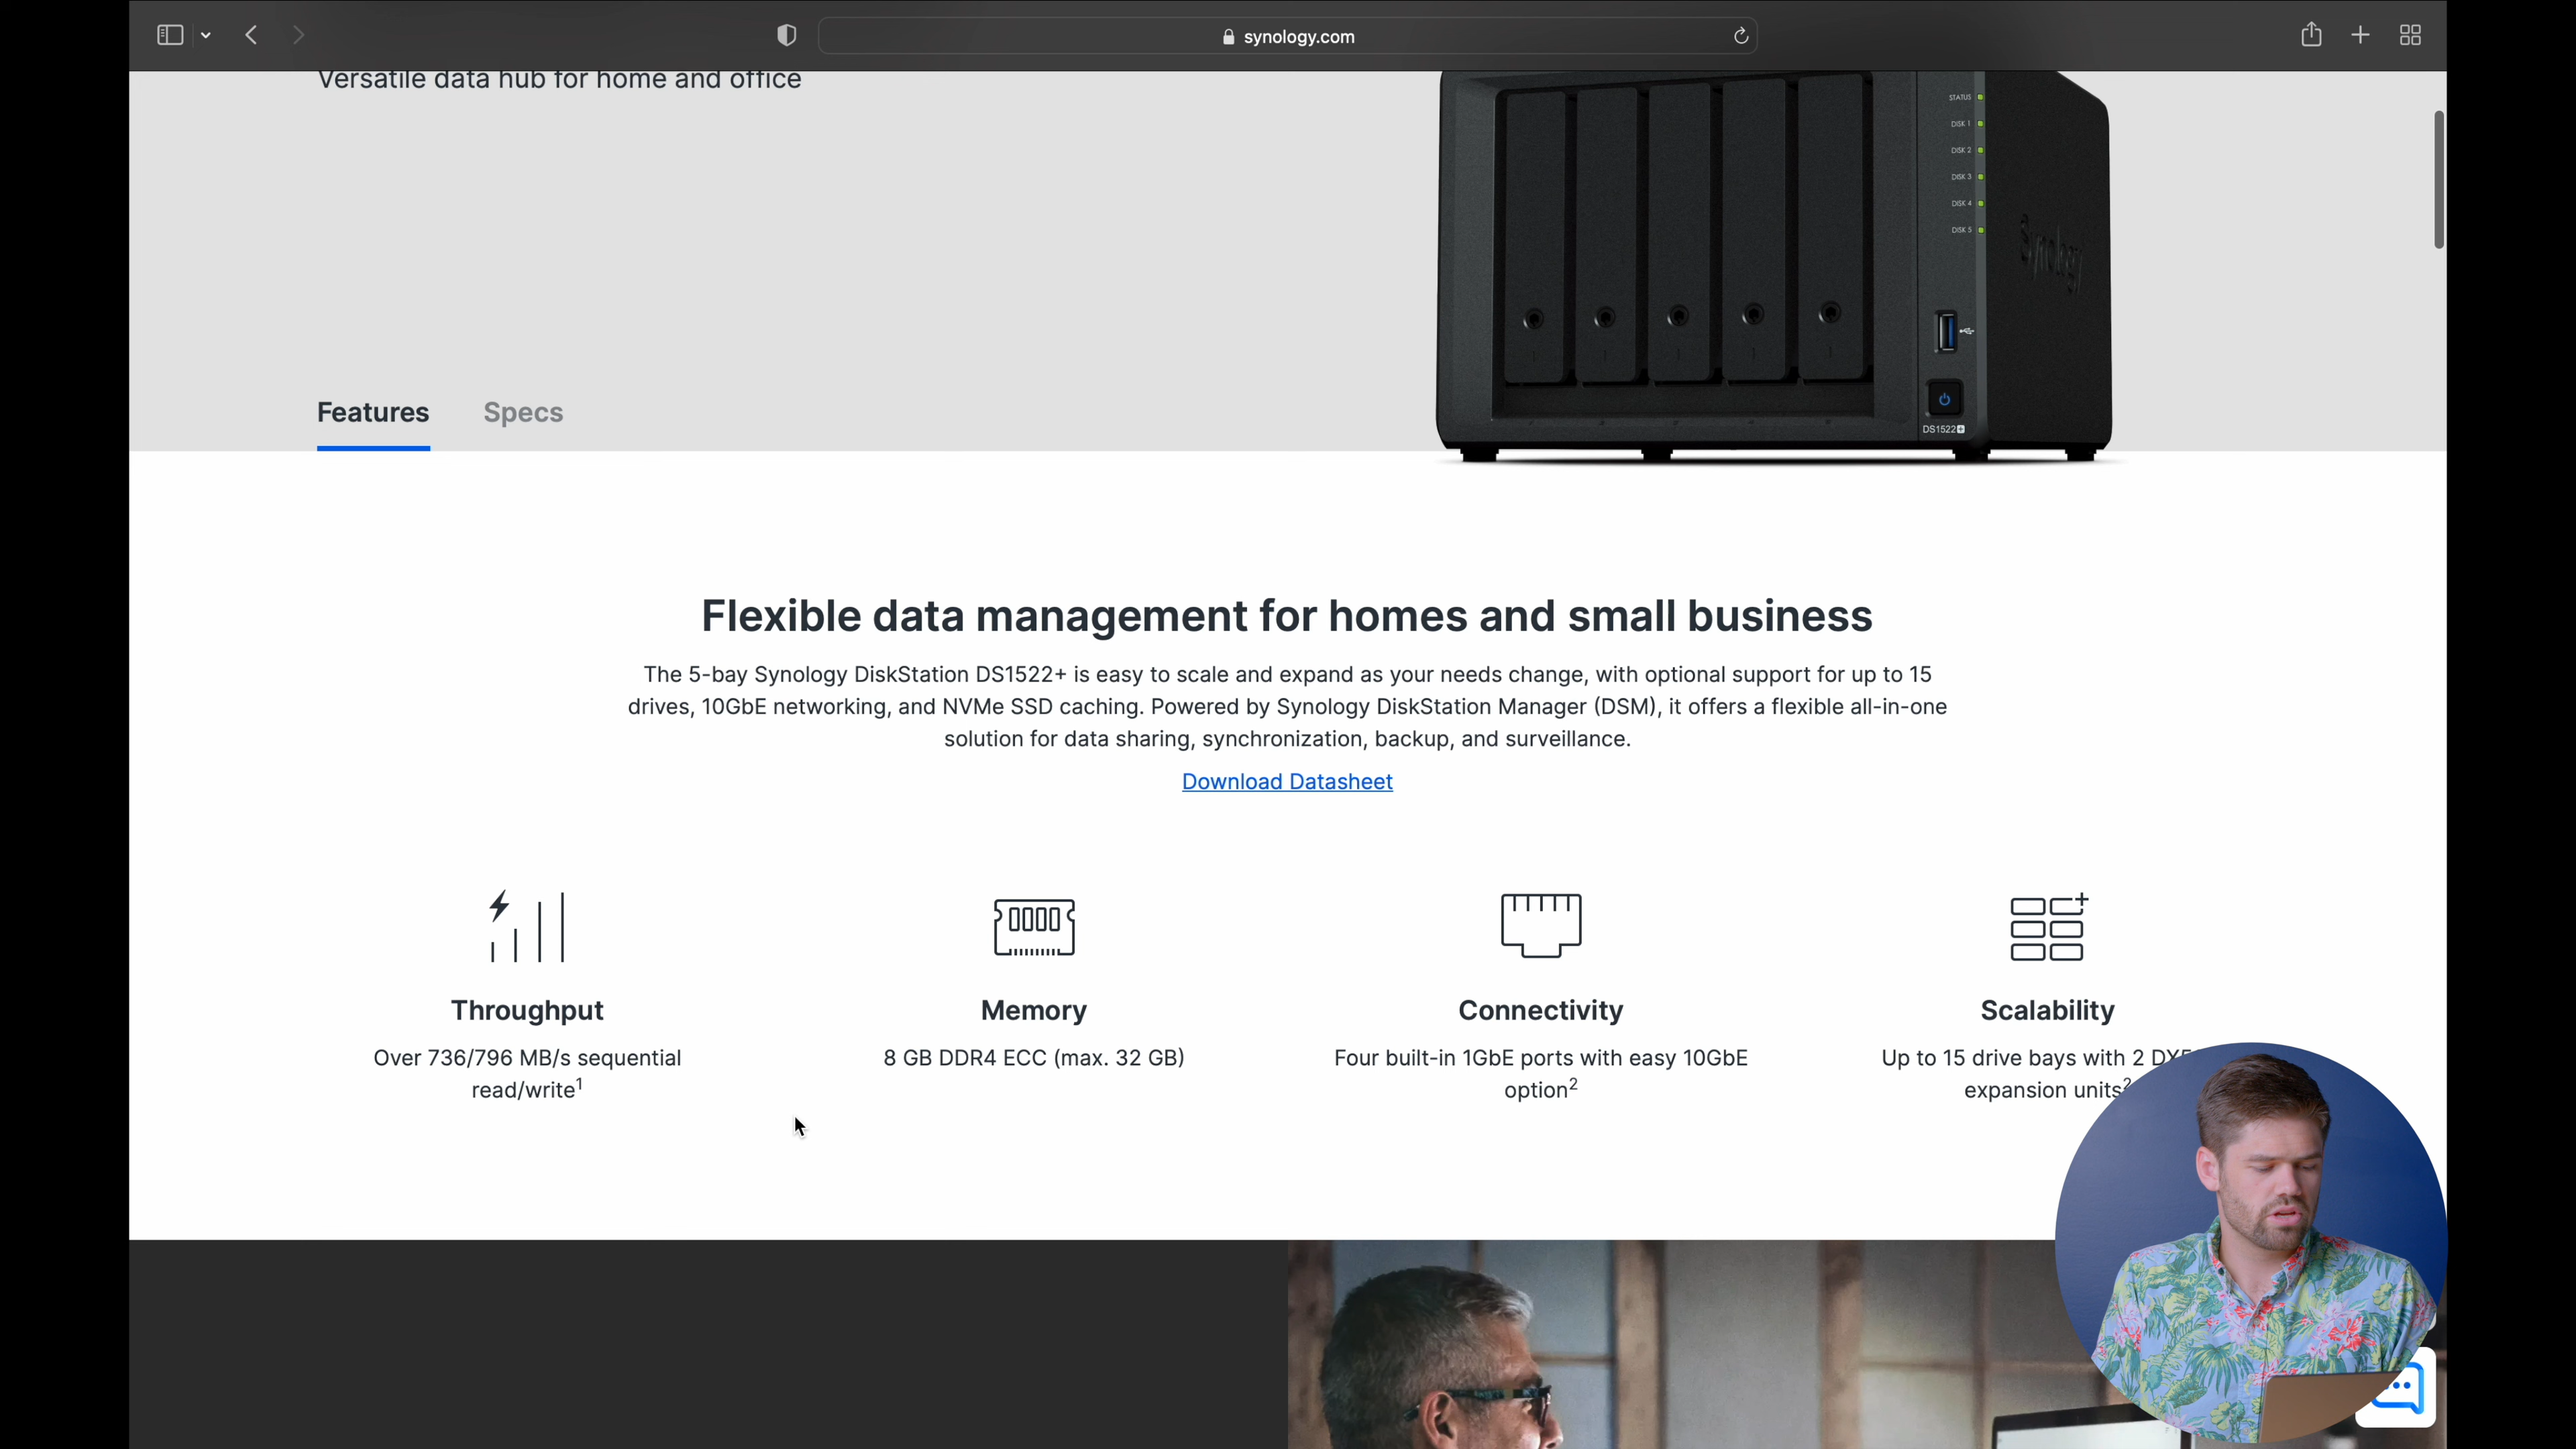 synology.com
Versatile data hub for home and office
STATUS
DISK 1
DISK 2
DISK 3
DISK 4
DISK 5
Synology
DS1522+
Features Specs
Flexible data management for homes and small business
The 5-bay Synology DiskStation DS1522+ is easy to scale and expand as your needs change, with optional support for up to 15
drives, 10GbE networking, and NVMe SSD caching. Powered by Synology DiskStation Manager (DSM), it offers a flexible all-in-one
solution for data sharing, synchronization, backup, and surveillance.
Download Datasheet
Throughput
Over 736/796 MB/s sequential
read/write1
Memory
8 GB DDR4 ECC (max. 32 GB)
Connectivity
Four built-in 1GbE ports with easy 10GbE
option2
Scalability
Up to 15 drive bays with 2
expansion units2